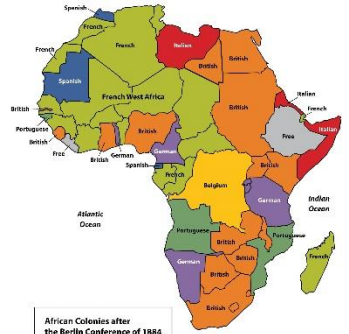 Spanish
French
French
French
Italian
British
British
Spanish
French West Africa
British
Italian
French
British
Portuguese
British
Free
British
German
British
German
Spanish
French
Free
Italian
British
Belgium
German
Indian
Ocean
Atlantic
Ocean
Portuguese
British
Portuguese
German
British
British
French
British
African Colonies after
the Berlin Conference of 1884